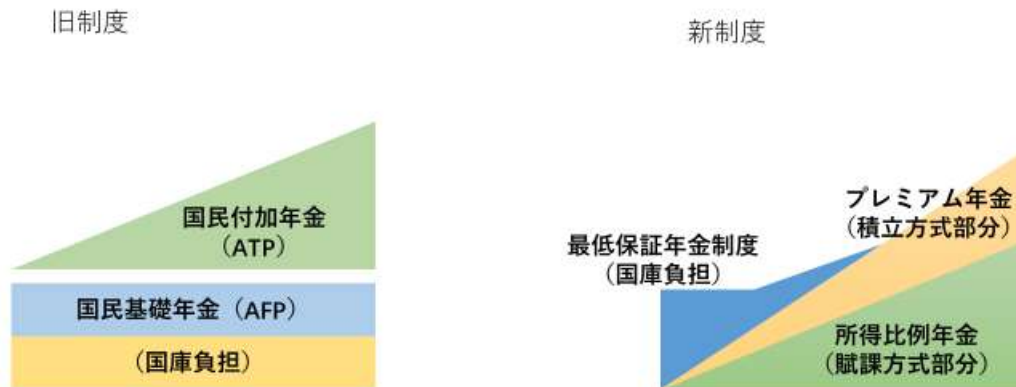 旧制度
新制度
国民付加年金
（ATP）
国民基礎年金（AFP）
（国庫負担）
最低保証年金制度
（国庫負担）
プレミアム年金
（積立方式部分）
所得比例年金
（賦課方式部分）